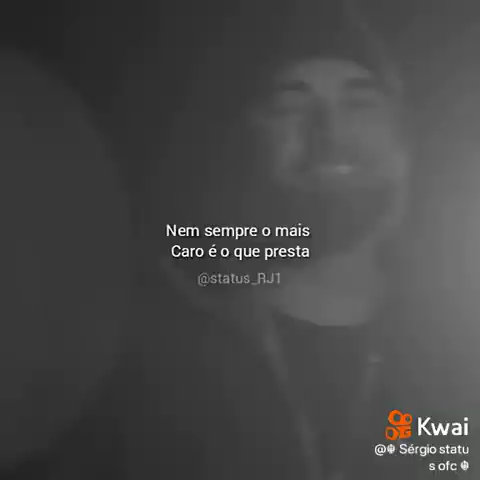 Nem sempre o mais
Caro é o que presta
@status_RJ1
Kwai
@☬ Sérgio statu
s ofc ☬